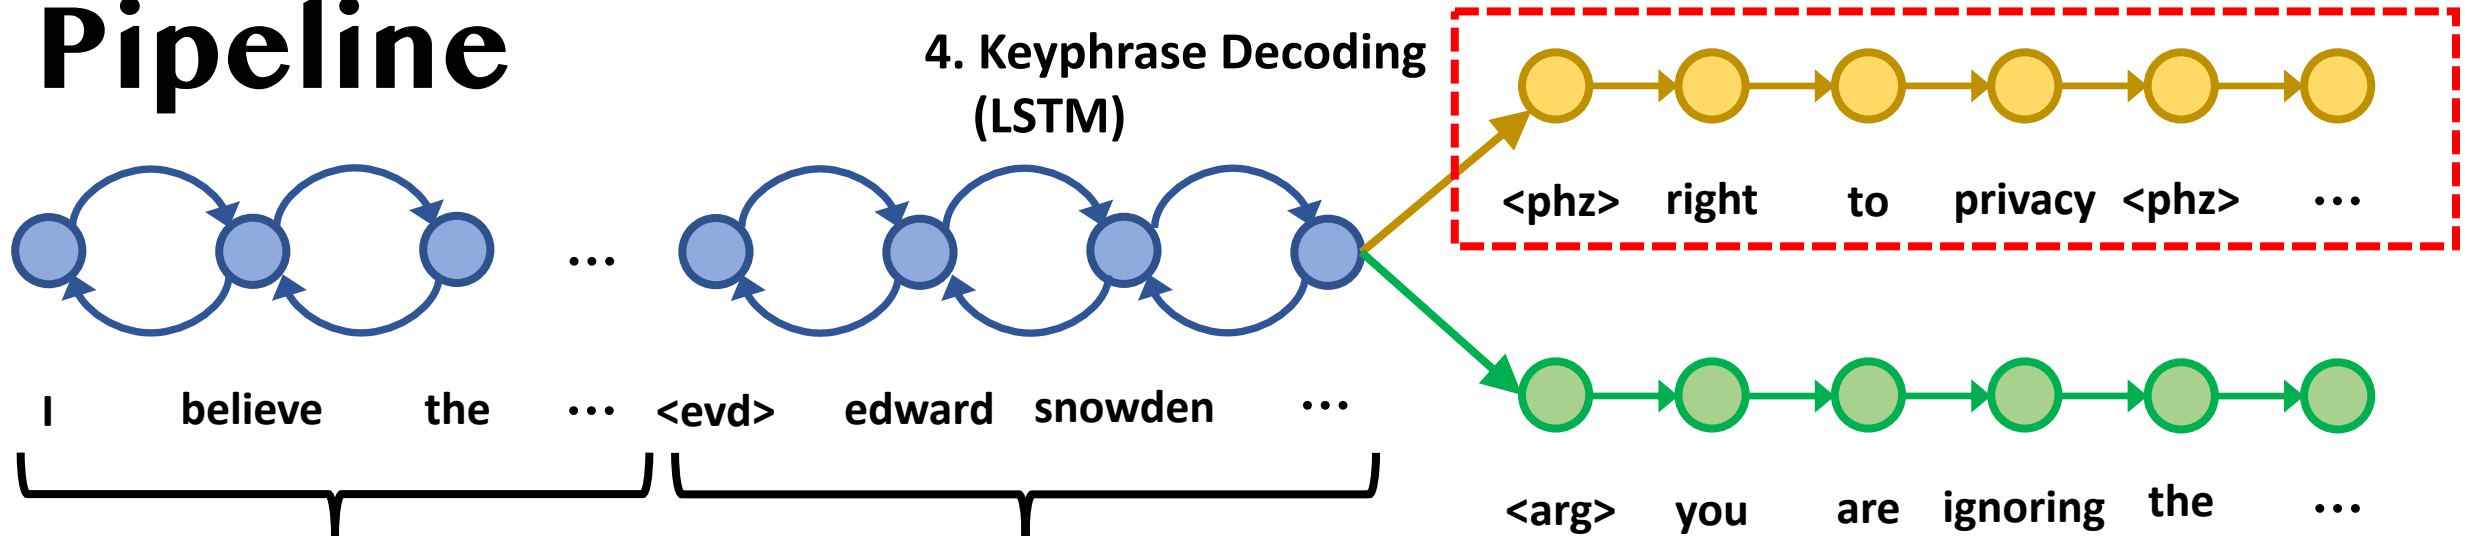 Pipeline
4. Keyphrase Decoding
(LSTM)
<phz> right to privacy <phz> ...
I believe the ... <evd> edward snowden ...
<arg> you are ignoring the ...
...